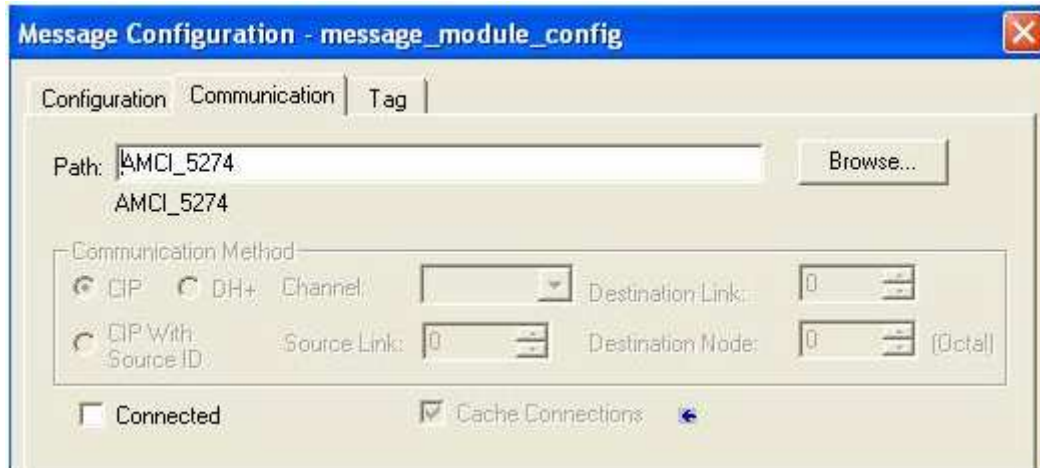 Message Configuration - message_module_config
Configuration Communication Tag
Path: AMCI_5274 Browse...
AMCI_5274
Communication Method
CIP DH+ Channel: Destination Link: 0
CIP With Source Link: 0 Destination Node: 0 (Octal)
Source ID
Connected Cache Connections